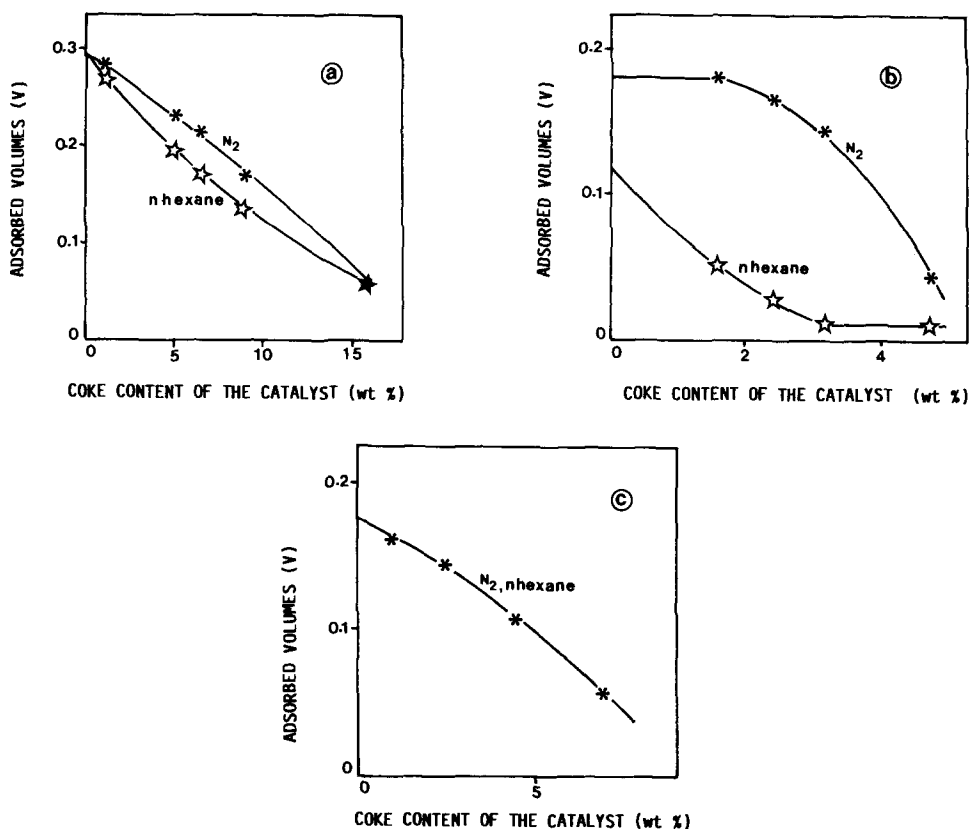 ADSORBED VOLUMES (V)
0.3
0.2
0.1
0
a
N2
nhexane
0 5 10 15
COKE CONTENT OF THE CATALYST (wt %)
ADSORBED VOLUMES (V)
0.2
0.1
0
b
N2
nhexane
0 2 4
COKE CONTENT OF THE CATALYST (wt %)
ADSORBED VOLUMES (V)
0.2
0.1
0
c
N2, nhexane
0 5
COKE CONTENT OF THE CATALYST (wt %)